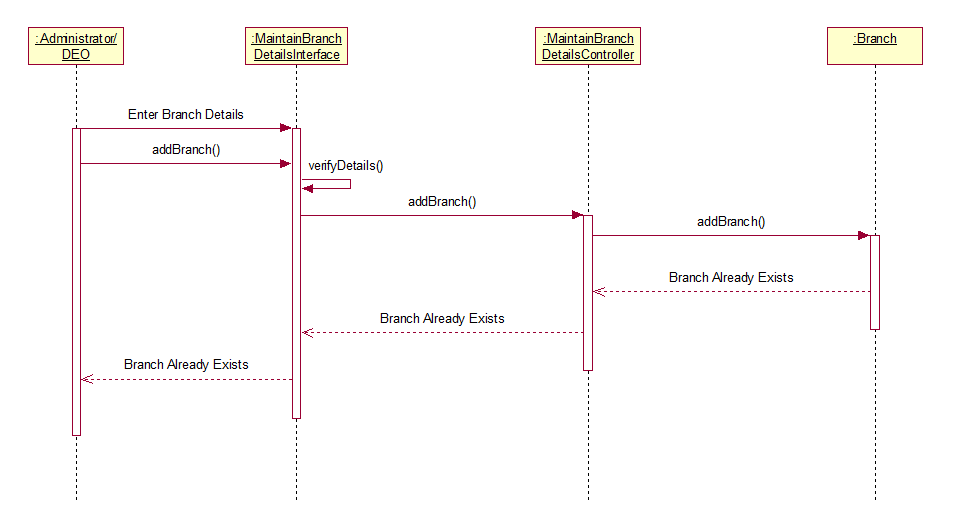 :Administrator/
DEO
:MaintainBranch
DetailsInterface
:MaintainBranch
DetailsController
:Branch
Enter Branch Details
addBranch()
verifyDetails()
addBranch()
addBranch()
Branch Already Exists
Branch Already Exists
Branch Already Exists